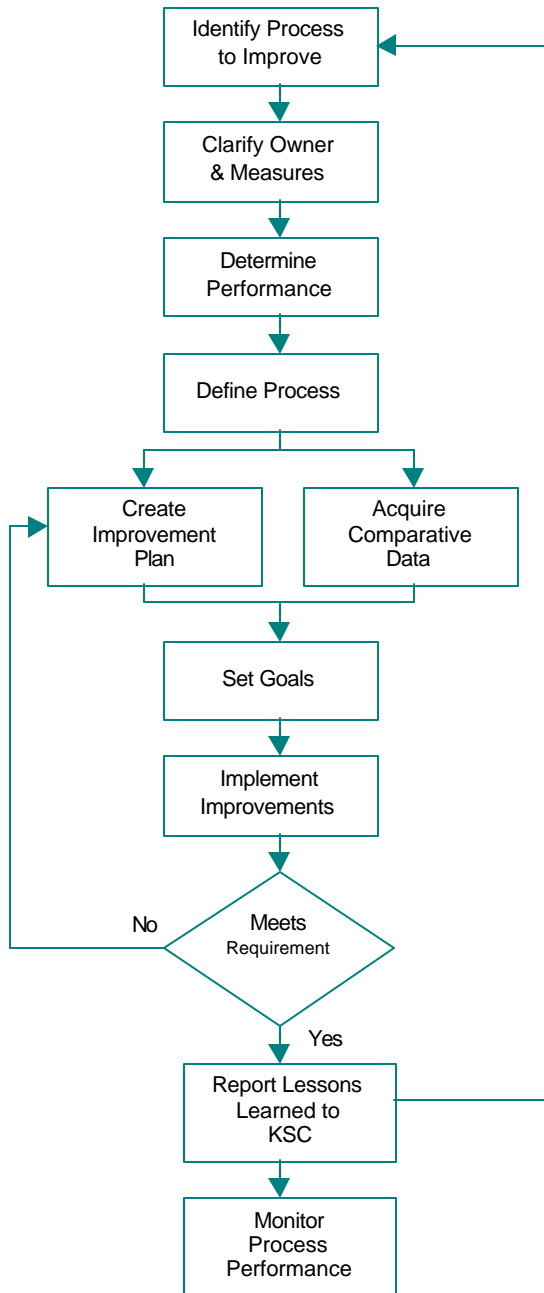 Identify Process
to Improve
Clarify Owner
& Measures
Determine
Performance
Define Process
Create
Improvement
Plan
Acquire
Comparative
Data
Set Goals
Implement
Improvements
No
Meets
Requirement
Yes
Report Lessons
Learned to
KSC
Monitor
Process
Performance